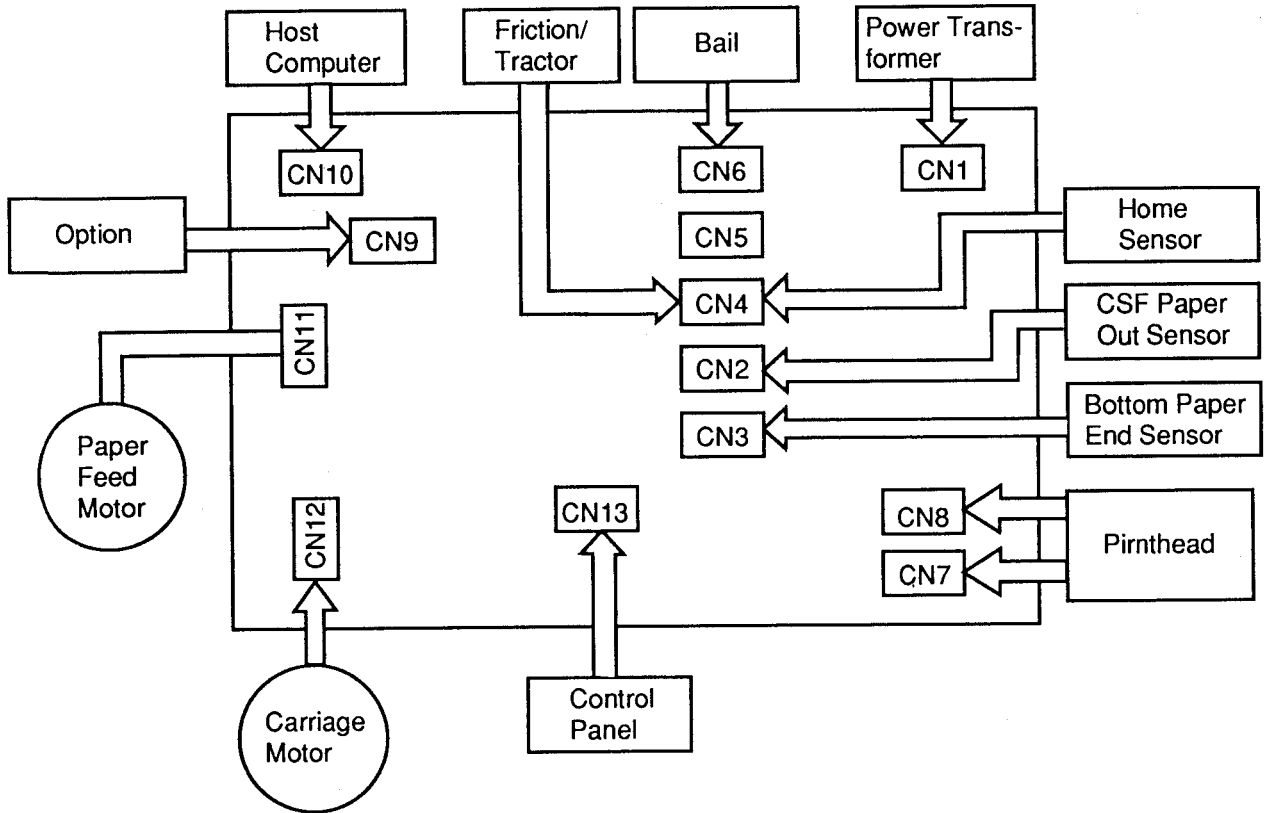 Host
Computer
Friction/
Tractor
Bail
Power Trans-
former
CN10
CN6
CN1
Option
CN9
CN5
Home
Sensor
CN4
CSF Paper
Out Sensor
CN11
CN2
Bottom Paper
End Sensor
CN3
Paper
Feed
Motor
CN12
CN13
CN8
Pirnthead
CN7
Carriage
Motor
Control
Panel